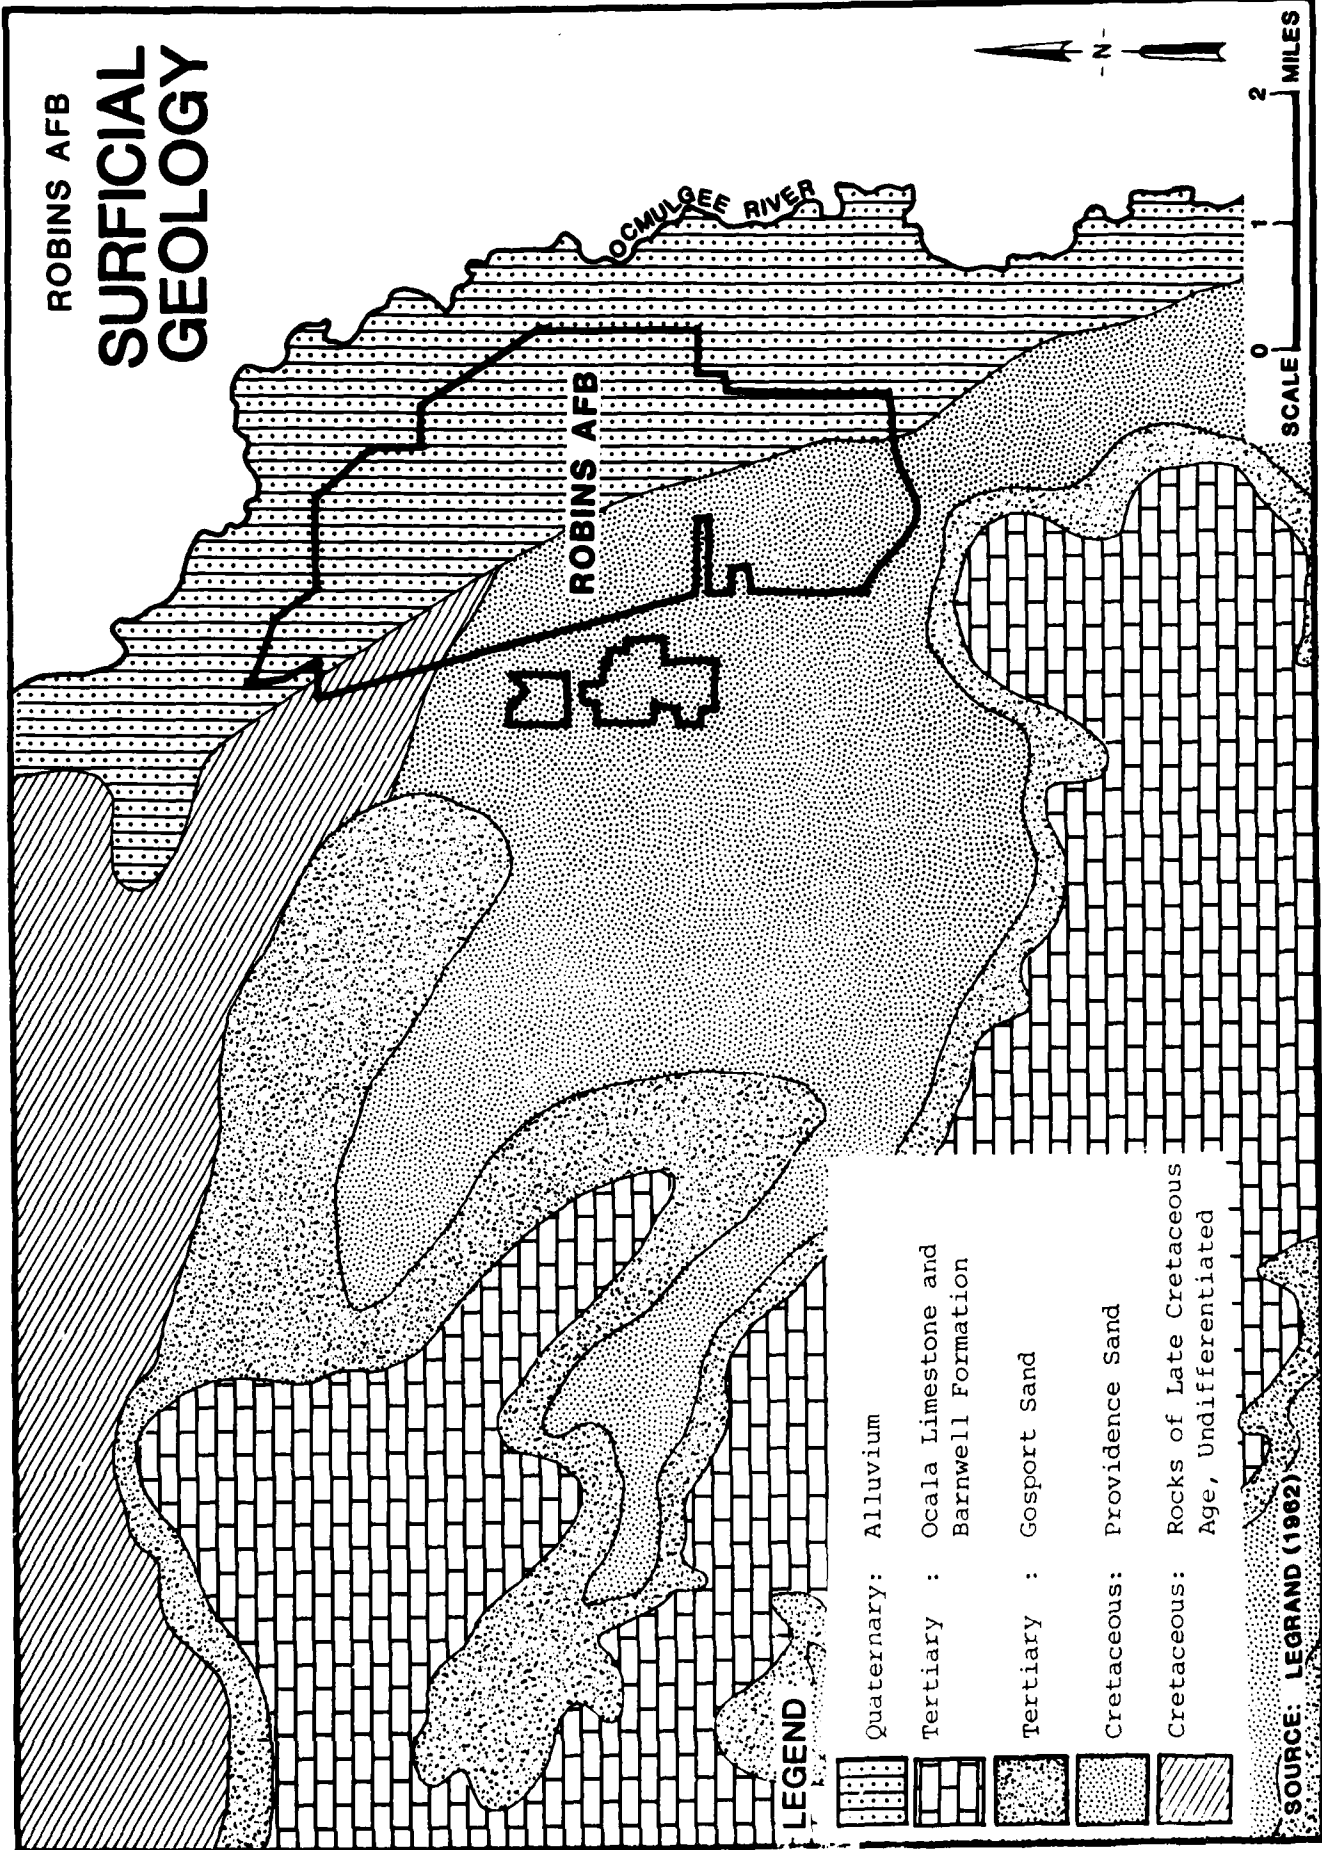 ROBINS AFB
SURFICIAL
GEOLOGY
- N -
OCMULGEE RIVER
ROBINS AFB
LEGEND
Quaternary: Alluvium
Tertiary : Ocala Limestone and
Barnwell Formation
Tertiary : Gosport Sand
Cretaceous: Providence Sand
Cretaceous: Rocks of Late Cretaceous
Age, Undifferentiated
SOURCE: LEGRAND (1962)
SCALE 0 1 2 MILES